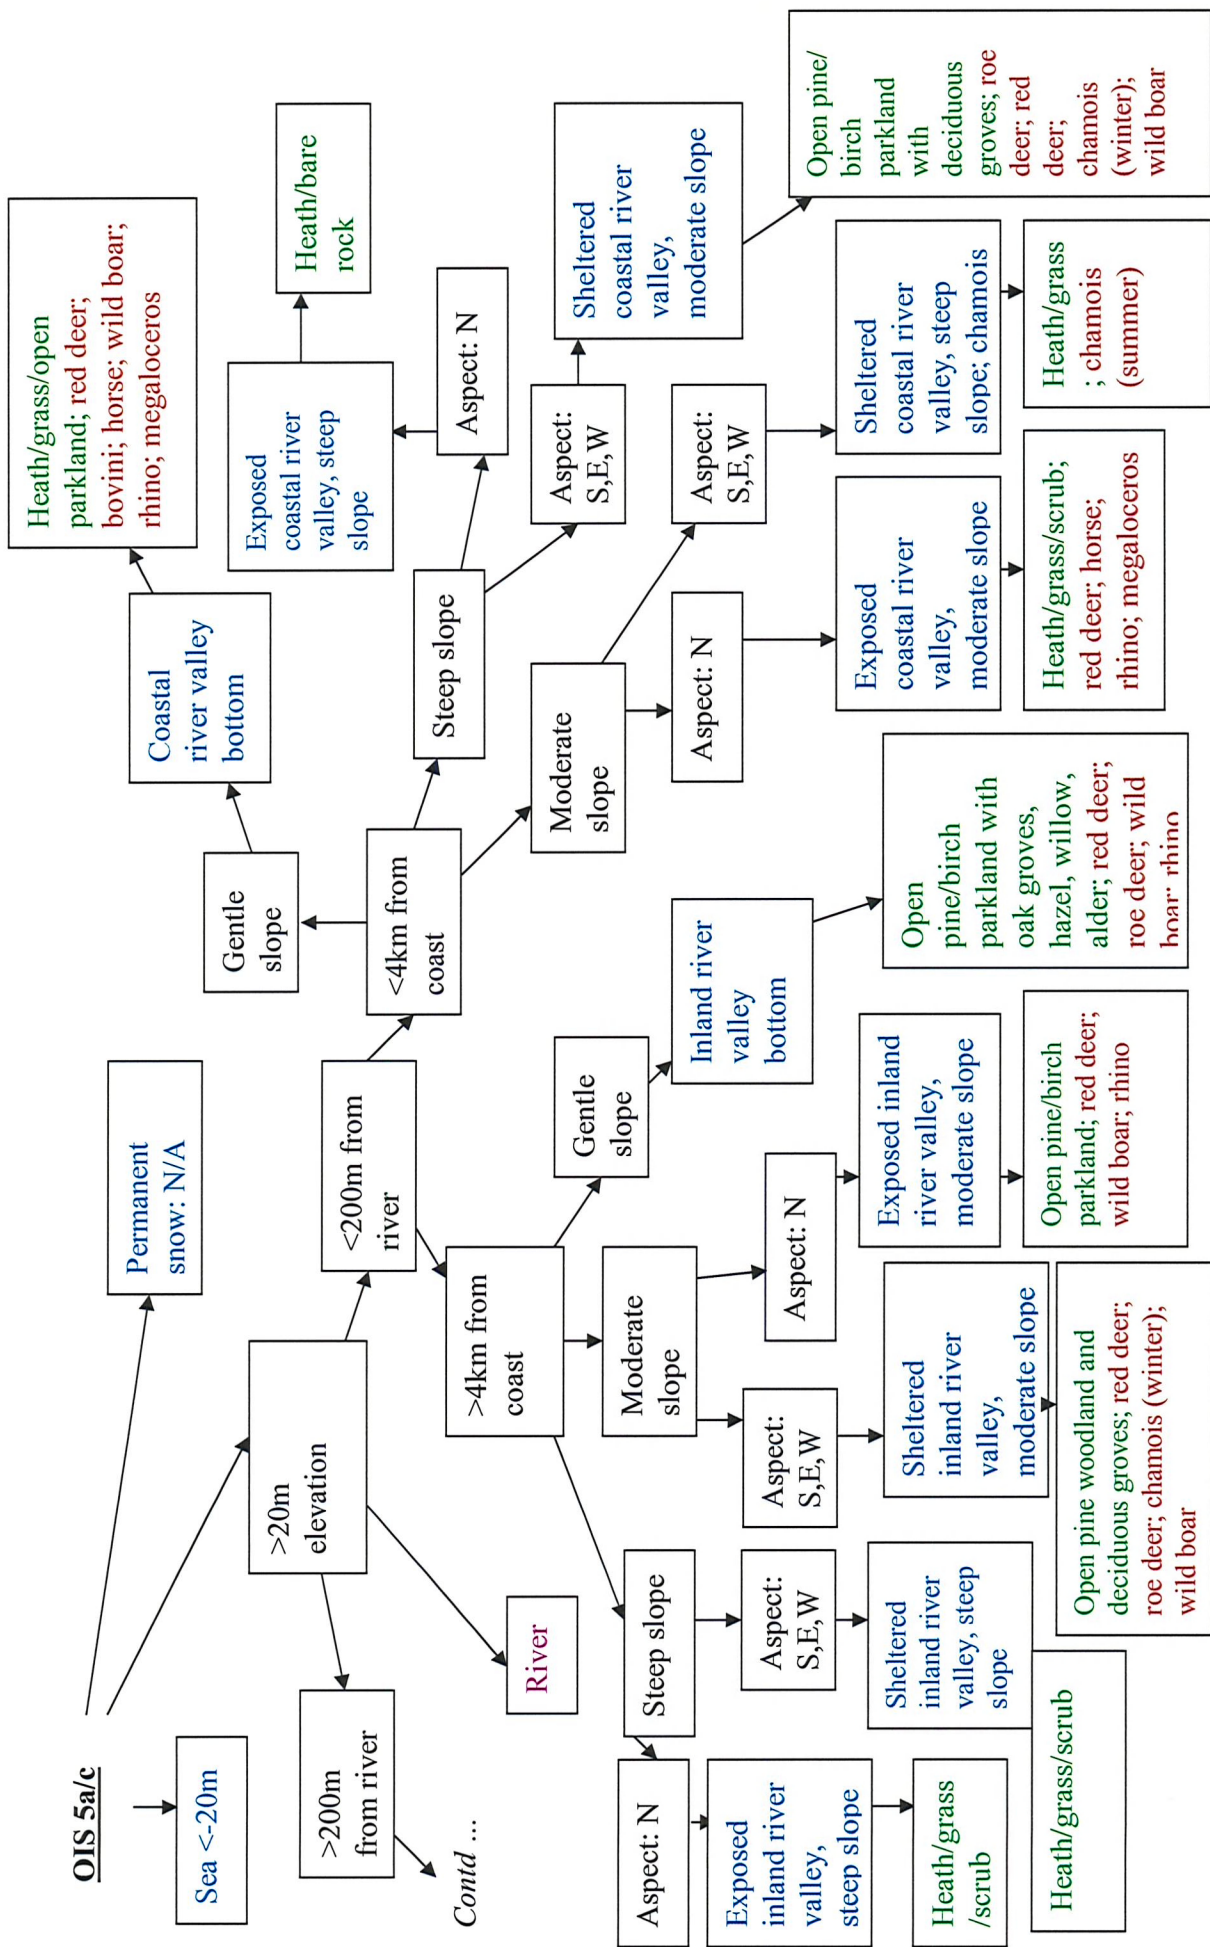 OIS 5a/c
Sea <-20m
Permanent
snow: N/A
>20m
elevation
>200m
from river
Contd ...
River
<200m from
river
<4km from
coast
Gentle
slope
Coastal
river valley
bottom
Heath/grass/open
parkland; red deer;
bovini; horse; wild boar;
rhino; megaloceros
Steep slope
Aspect: N
Exposed
coastal river
valley, steep
slope
Heath/bare
rock
Aspect:
S,E,W
Sheltered
coastal river
valley,
moderate slope
Open pine/
birch
parkland
with
deciduous
groves; roe
deer; red
deer;
chamois
(winter);
wild boar
Moderate
slope
Aspect: N
Exposed
coastal river
valley,
moderate slope
Heath/grass/scrub;
red deer; horse;
rhino; megaloceros
Aspect:
S,E,W
Sheltered
coastal river
valley, steep
slope; chamois
Heath/grass
; chamois
(summer)
>4km from
coast
Gentle
slope
Inland river
valley
bottom
Open
pine/birch
parkland with
oak groves,
hazel, willow,
alder; red deer;
roe deer; wild
boar; rhino
Moderate
slope
Aspect: N
Exposed inland
river valley,
moderate slope
Open pine/birch
parkland; red deer;
wild boar; rhino
Aspect:
S,E,W
Sheltered
inland river
valley,
moderate slope
Open pine woodland and
deciduous groves; red deer;
roe deer; chamois (winter);
wild boar
Steep slope
Aspect:
S,E,W
Sheltered
inland river
valley, steep
slope
Heath/grass/scrub
Aspect: N
Exposed
inland river
valley,
steep slope
Heath/grass
/scrub